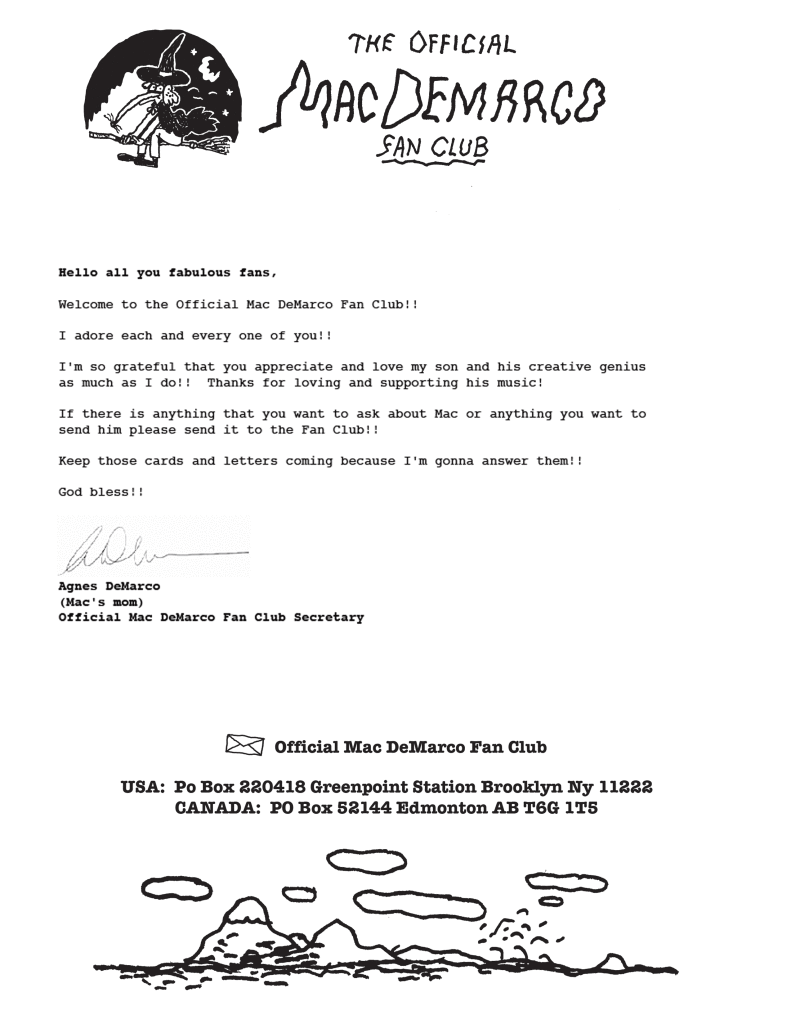 THE OFFICIAL
MAC DEMARCO
FAN CLUB
Hello all you fabulous fans,
Welcome to the Official Mac DeMarco Fan Club!!
I adore each and every one of you!!
I'm so grateful that you appreciate and love my son and his creative genius
as much as I do!!  Thanks for loving and supporting his music!
If there is anything that you want to ask about Mac or anything you want to
send him please send it to the Fan Club!!
Keep those cards and letters coming because I'm gonna answer them!!
God bless!!
Agnes DeMarco
(Mac's mom)
Official Mac DeMarco Fan Club Secretary
Official Mac DeMarco Fan Club
USA:  Po Box 220418 Greenpoint Station Brooklyn Ny 11222
CANADA:  PO Box 52144 Edmonton AB T6G 1T5